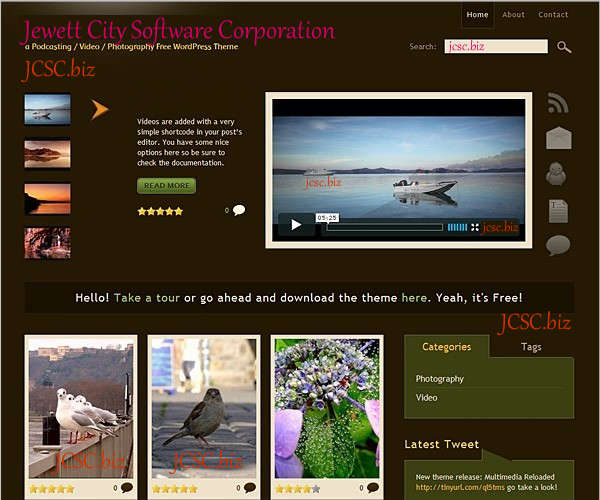 Home About Contact
Jewett City Software Corporation
a Podcasting / Video / Photography Free WordPress Theme
Search: jcsc.biz
JCSC.biz
Videos are added with a very
simple shortcode in your post's
editor. You have some nice
options here so be sure to
check the documentation.
READ MORE
0
jcsc.biz
05:25
jcsc.biz
Hello! Take a tour or go ahead and download the theme here. Yeah, it's Free!
JCSC.biz
Categories Tags
Photography
Video
Latest Tweet
New theme release: Multimedia Reloaded
http://tinyurl.com/ql5tms so take a look!
JCSC.biz
JCSC.biz
0
0
0